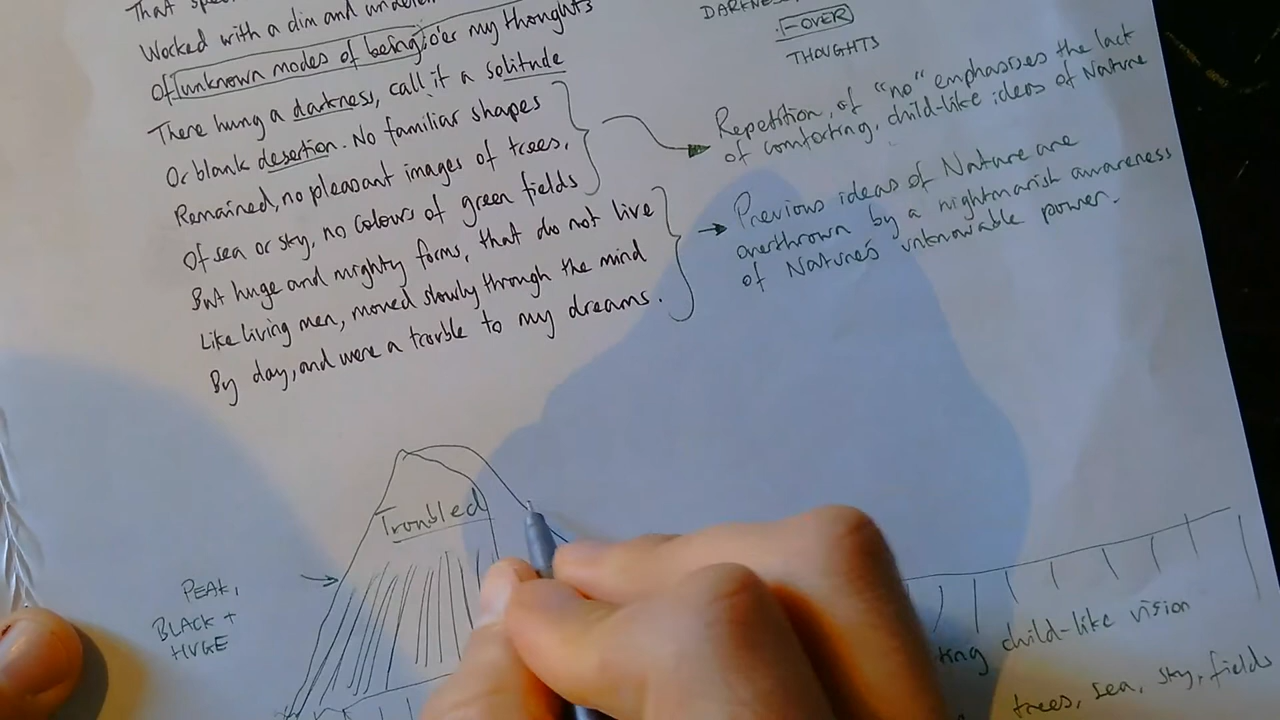 That
Worked with a dim and
of unknown modes of being; o'er my thoughts
There hung a darkness, call it a solitude
Or blank desertion. No familiar shapes
Remained, no pleasant images of trees,
Of sea or sky, no colours of green fields
But huge and mighty forms, that do not live
Like living men, moved slowly through the mind
By day, and were a trouble to my dreams.
DARKNESS
-OVER
THOUGHTS
Repetition of "no" emphasises the lack
of comforting, child-like ideas of Nature
Previous ideas of Nature are
overthrown by a nightmarish awareness
of Nature's unknowable power.
Troubled
PEAK,
BLACK +
HUGE
child-like vision
trees, sea, sky, fields